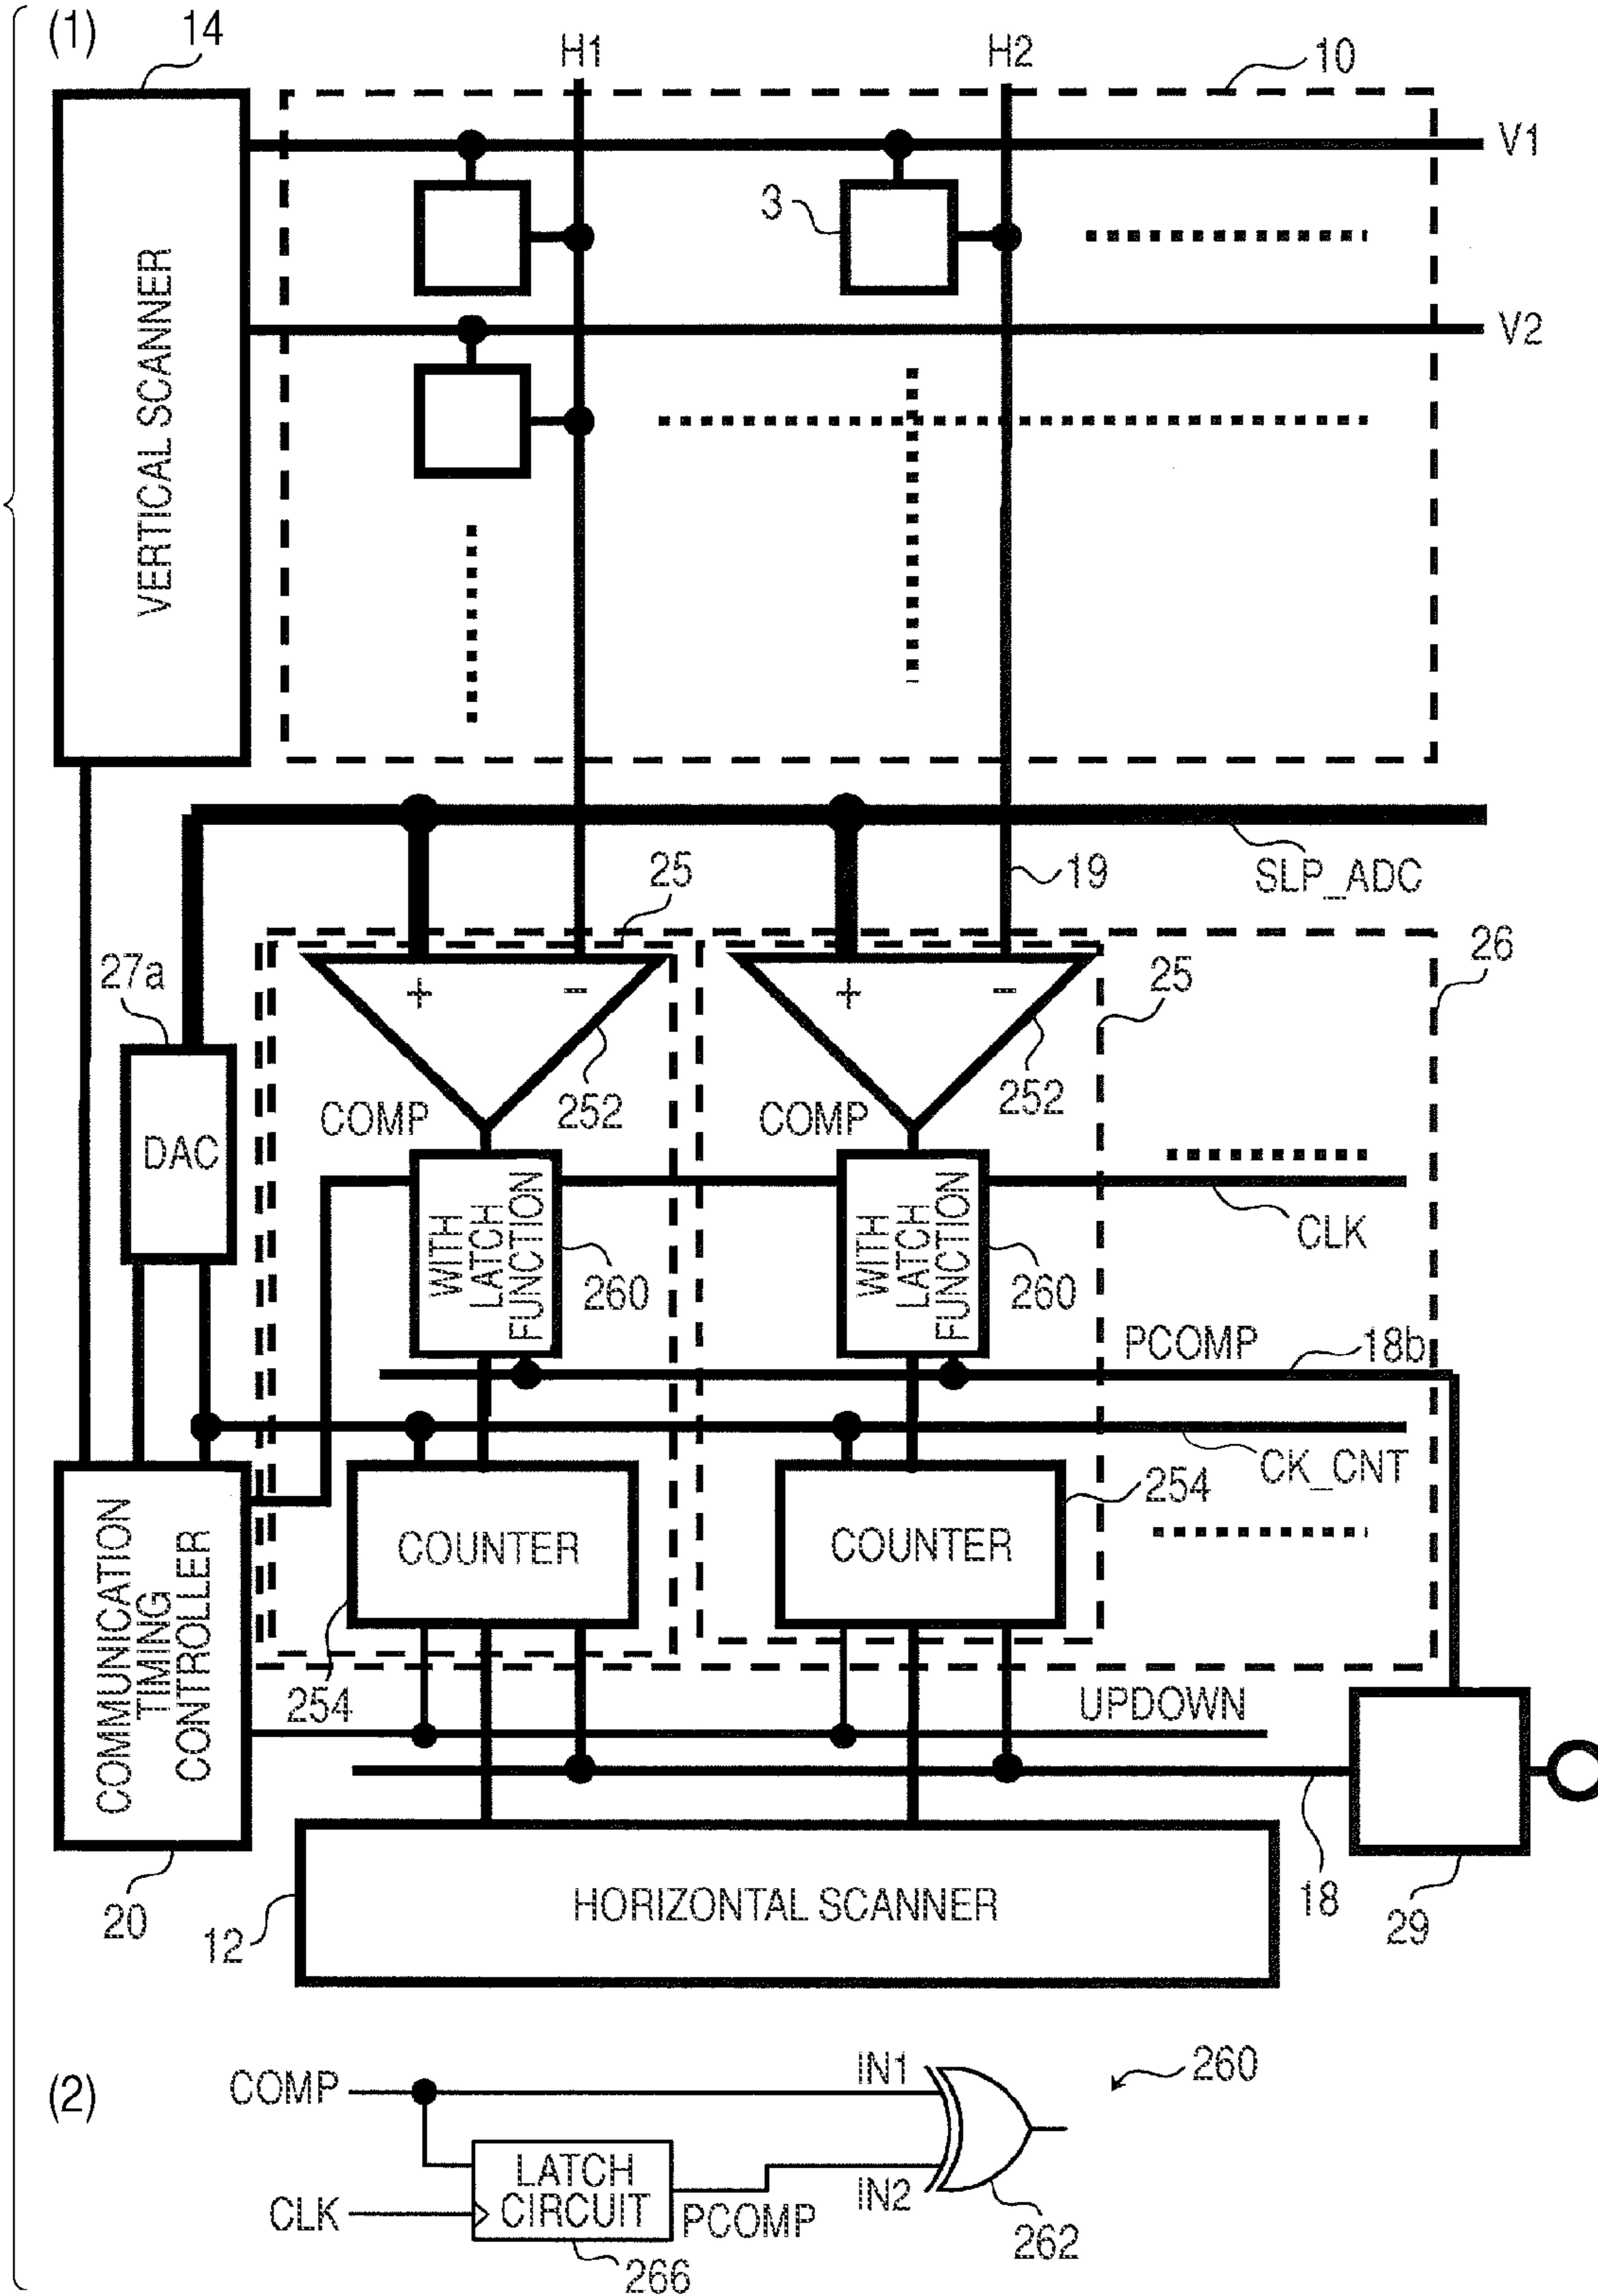 (1)
14
H1
H2
10
V1
3
V2
VERTICAL SCANNER
SLP_ADC
19
25
26
27a
25
+
−
+
−
252
252
COMP
COMP
DAC
WITH
LATCH
FUNCTION
WITH
LATCH
FUNCTION
CLK
260
260
PCOMP
18b
CK_CNT
254
COUNTER
COUNTER
COMMUNICATION
TIMING
CONTROLLER
254
UPDOWN
20
12
HORIZONTAL SCANNER
18
29
(2)
COMP
IN1
260
LATCH
CIRCUIT
CLK
PCOMP
IN2
262
266